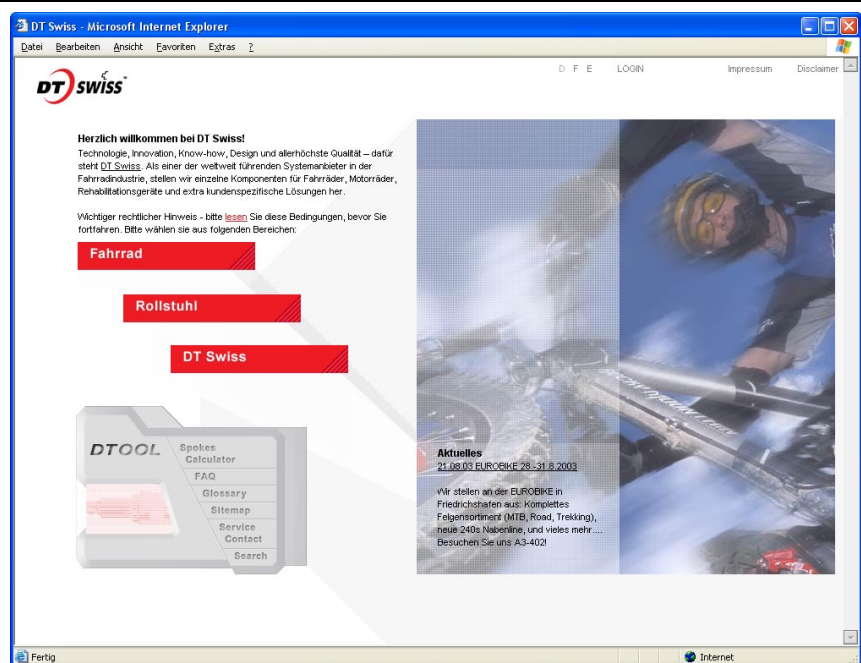 DT Swiss - Microsoft Internet Explorer
Datei Bearbeiten Ansicht Favoriten Extras ?
D F E LOGIN Impressum Disclaimer
DT SWISS
Herzlich willkommen bei DT Swiss!
Technologie, Innovation, Know-how, Design und allerhöchste Qualität – dafür
steht DT Swiss. Als einer der weltweit führenden Systemanbieter in der
Fahrradindustrie, stellen wir einzelne Komponenten für Fahrräder, Motorräder,
Rehabilitationsgeräte und extra kundenspezifische Lösungen her.
Wichtiger rechtlicher Hinweis - bitte lesen Sie diese Bedingungen, bevor Sie
fortfahren. Bitte wählen sie aus folgenden Bereichen:
Fahrrad
Rollstuhl
DT Swiss
DTOOL
Spokes
Calculator
FAQ
Glossary
Sitemap
Service
Contact
Search
Aktuelles
21.08.03 EUROBIKE 28.-31.8.2003
Wir stellen an der EUROBIKE in
Friedrichshafen aus: Komplettes
Felgensortiment (MTB, Road, Trekking),
neue 240s Nabenline, und vieles mehr....
Besuchen Sie uns A3-402!
Fertig
Internet